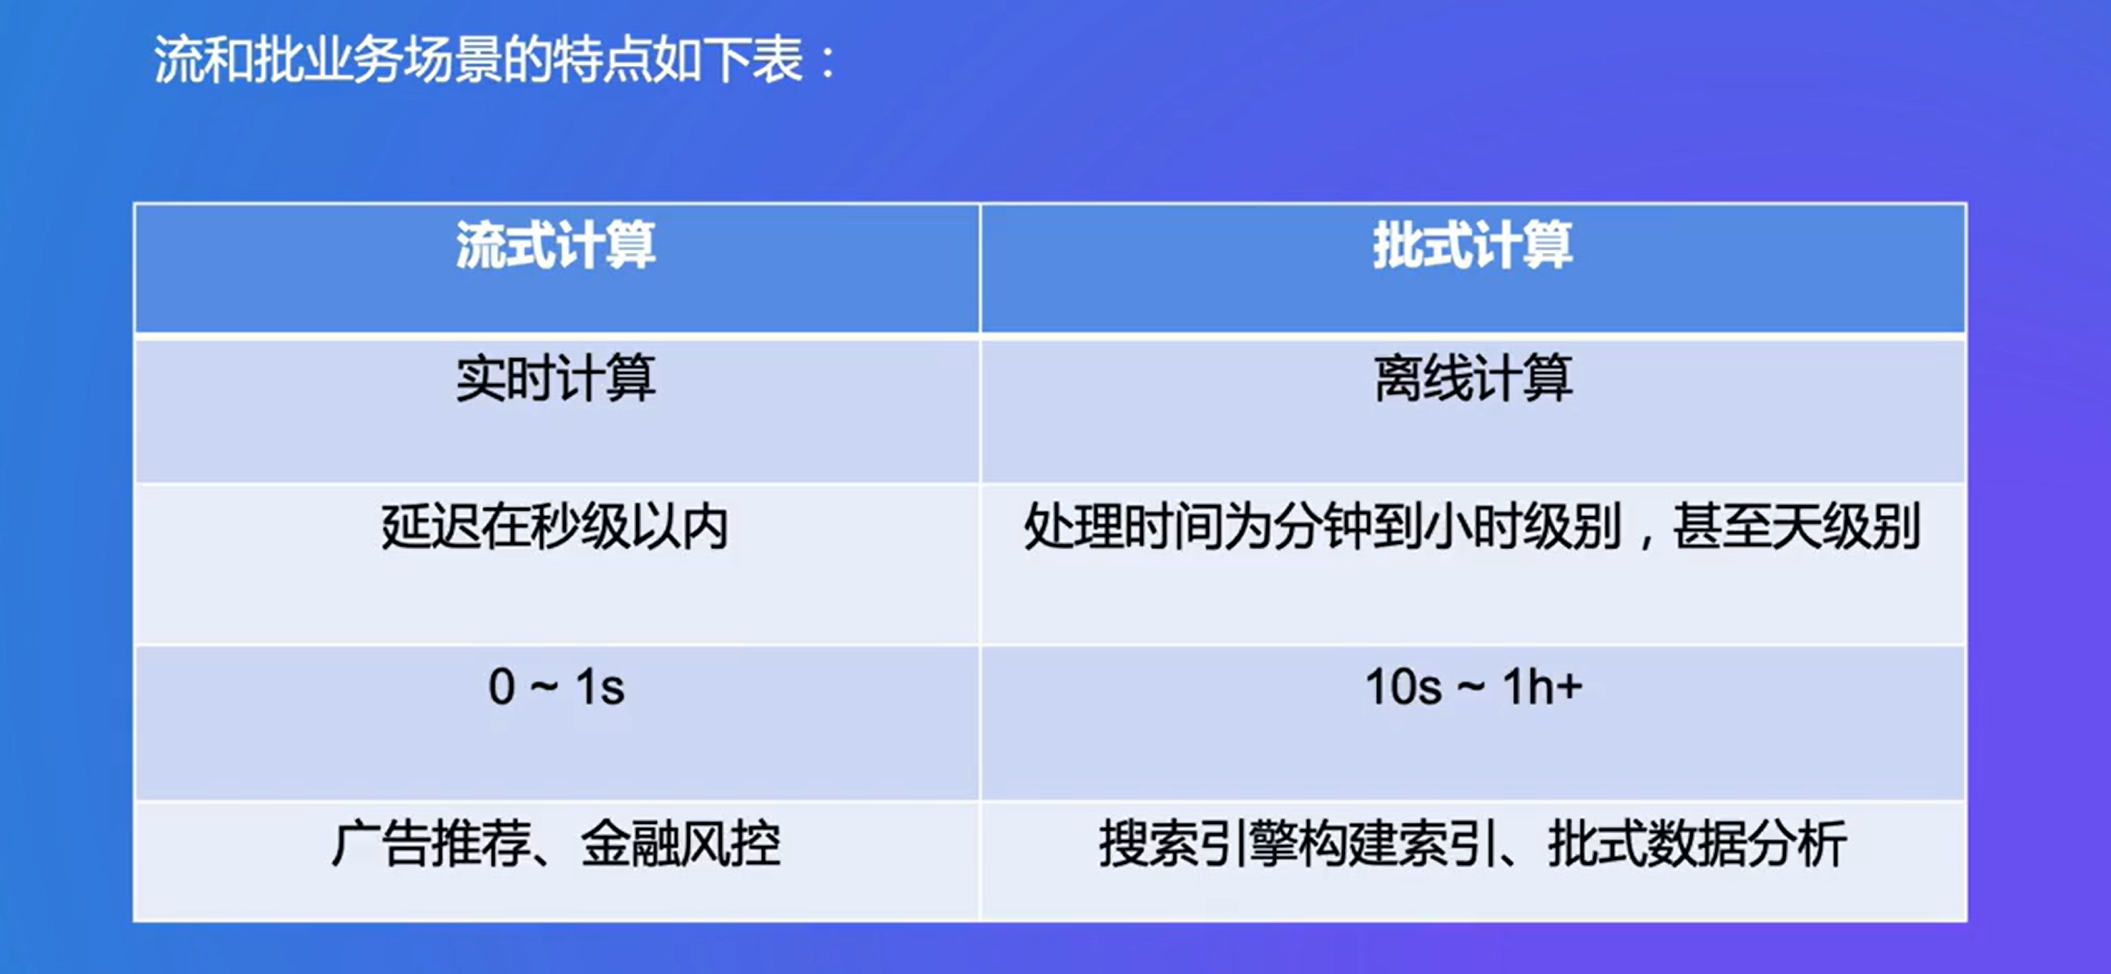 流和批业务场景的特点如下表：
流式计算
批式计算
实时计算
离线计算
延迟在秒级以内
处理时间为分钟到小时级别，甚至天级别
0 ~ 1s
10s ~ 1h+
广告推荐、金融风控
搜索引擎构建索引、批式数据分析